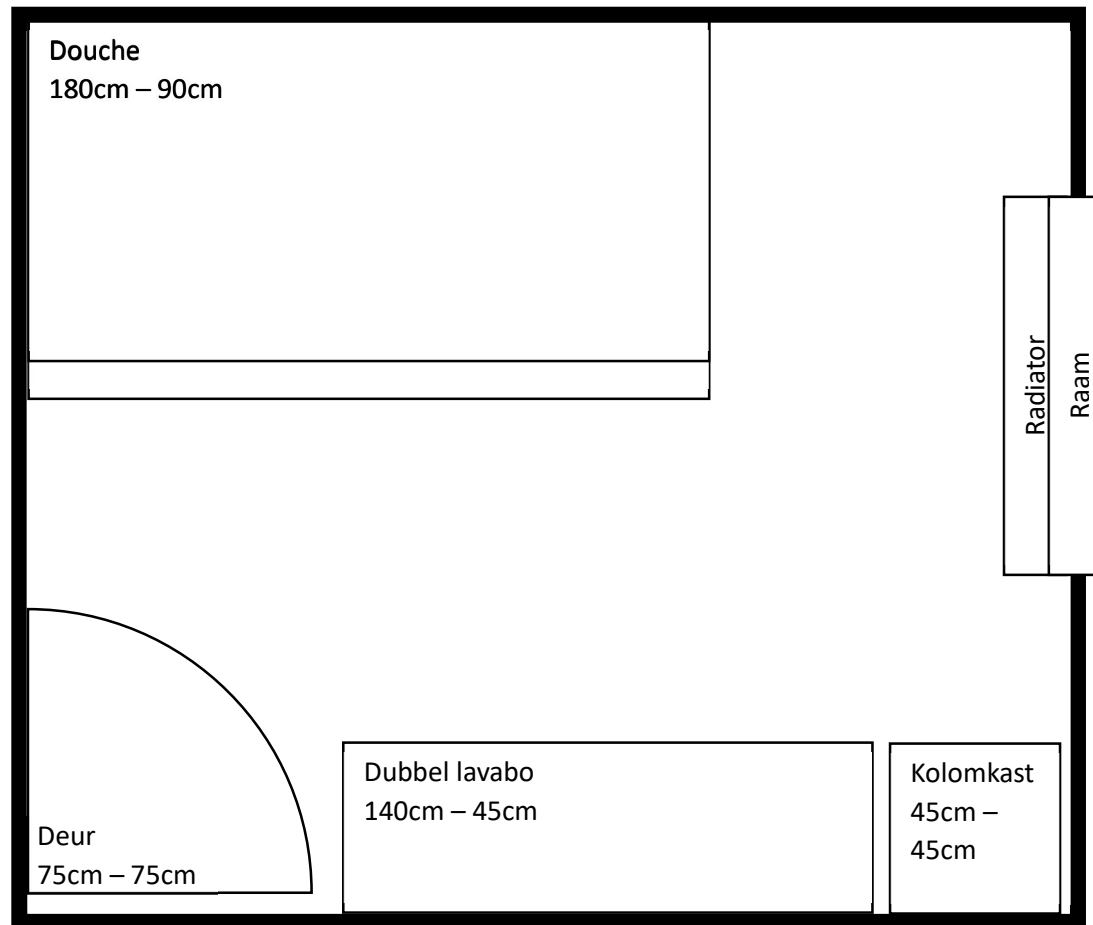 Douche
180cm – 90cm
Radiator
Raam
Dubbel lavabo
140cm – 45cm
Kolomkast
45cm –
45cm
Deur
75cm – 75cm